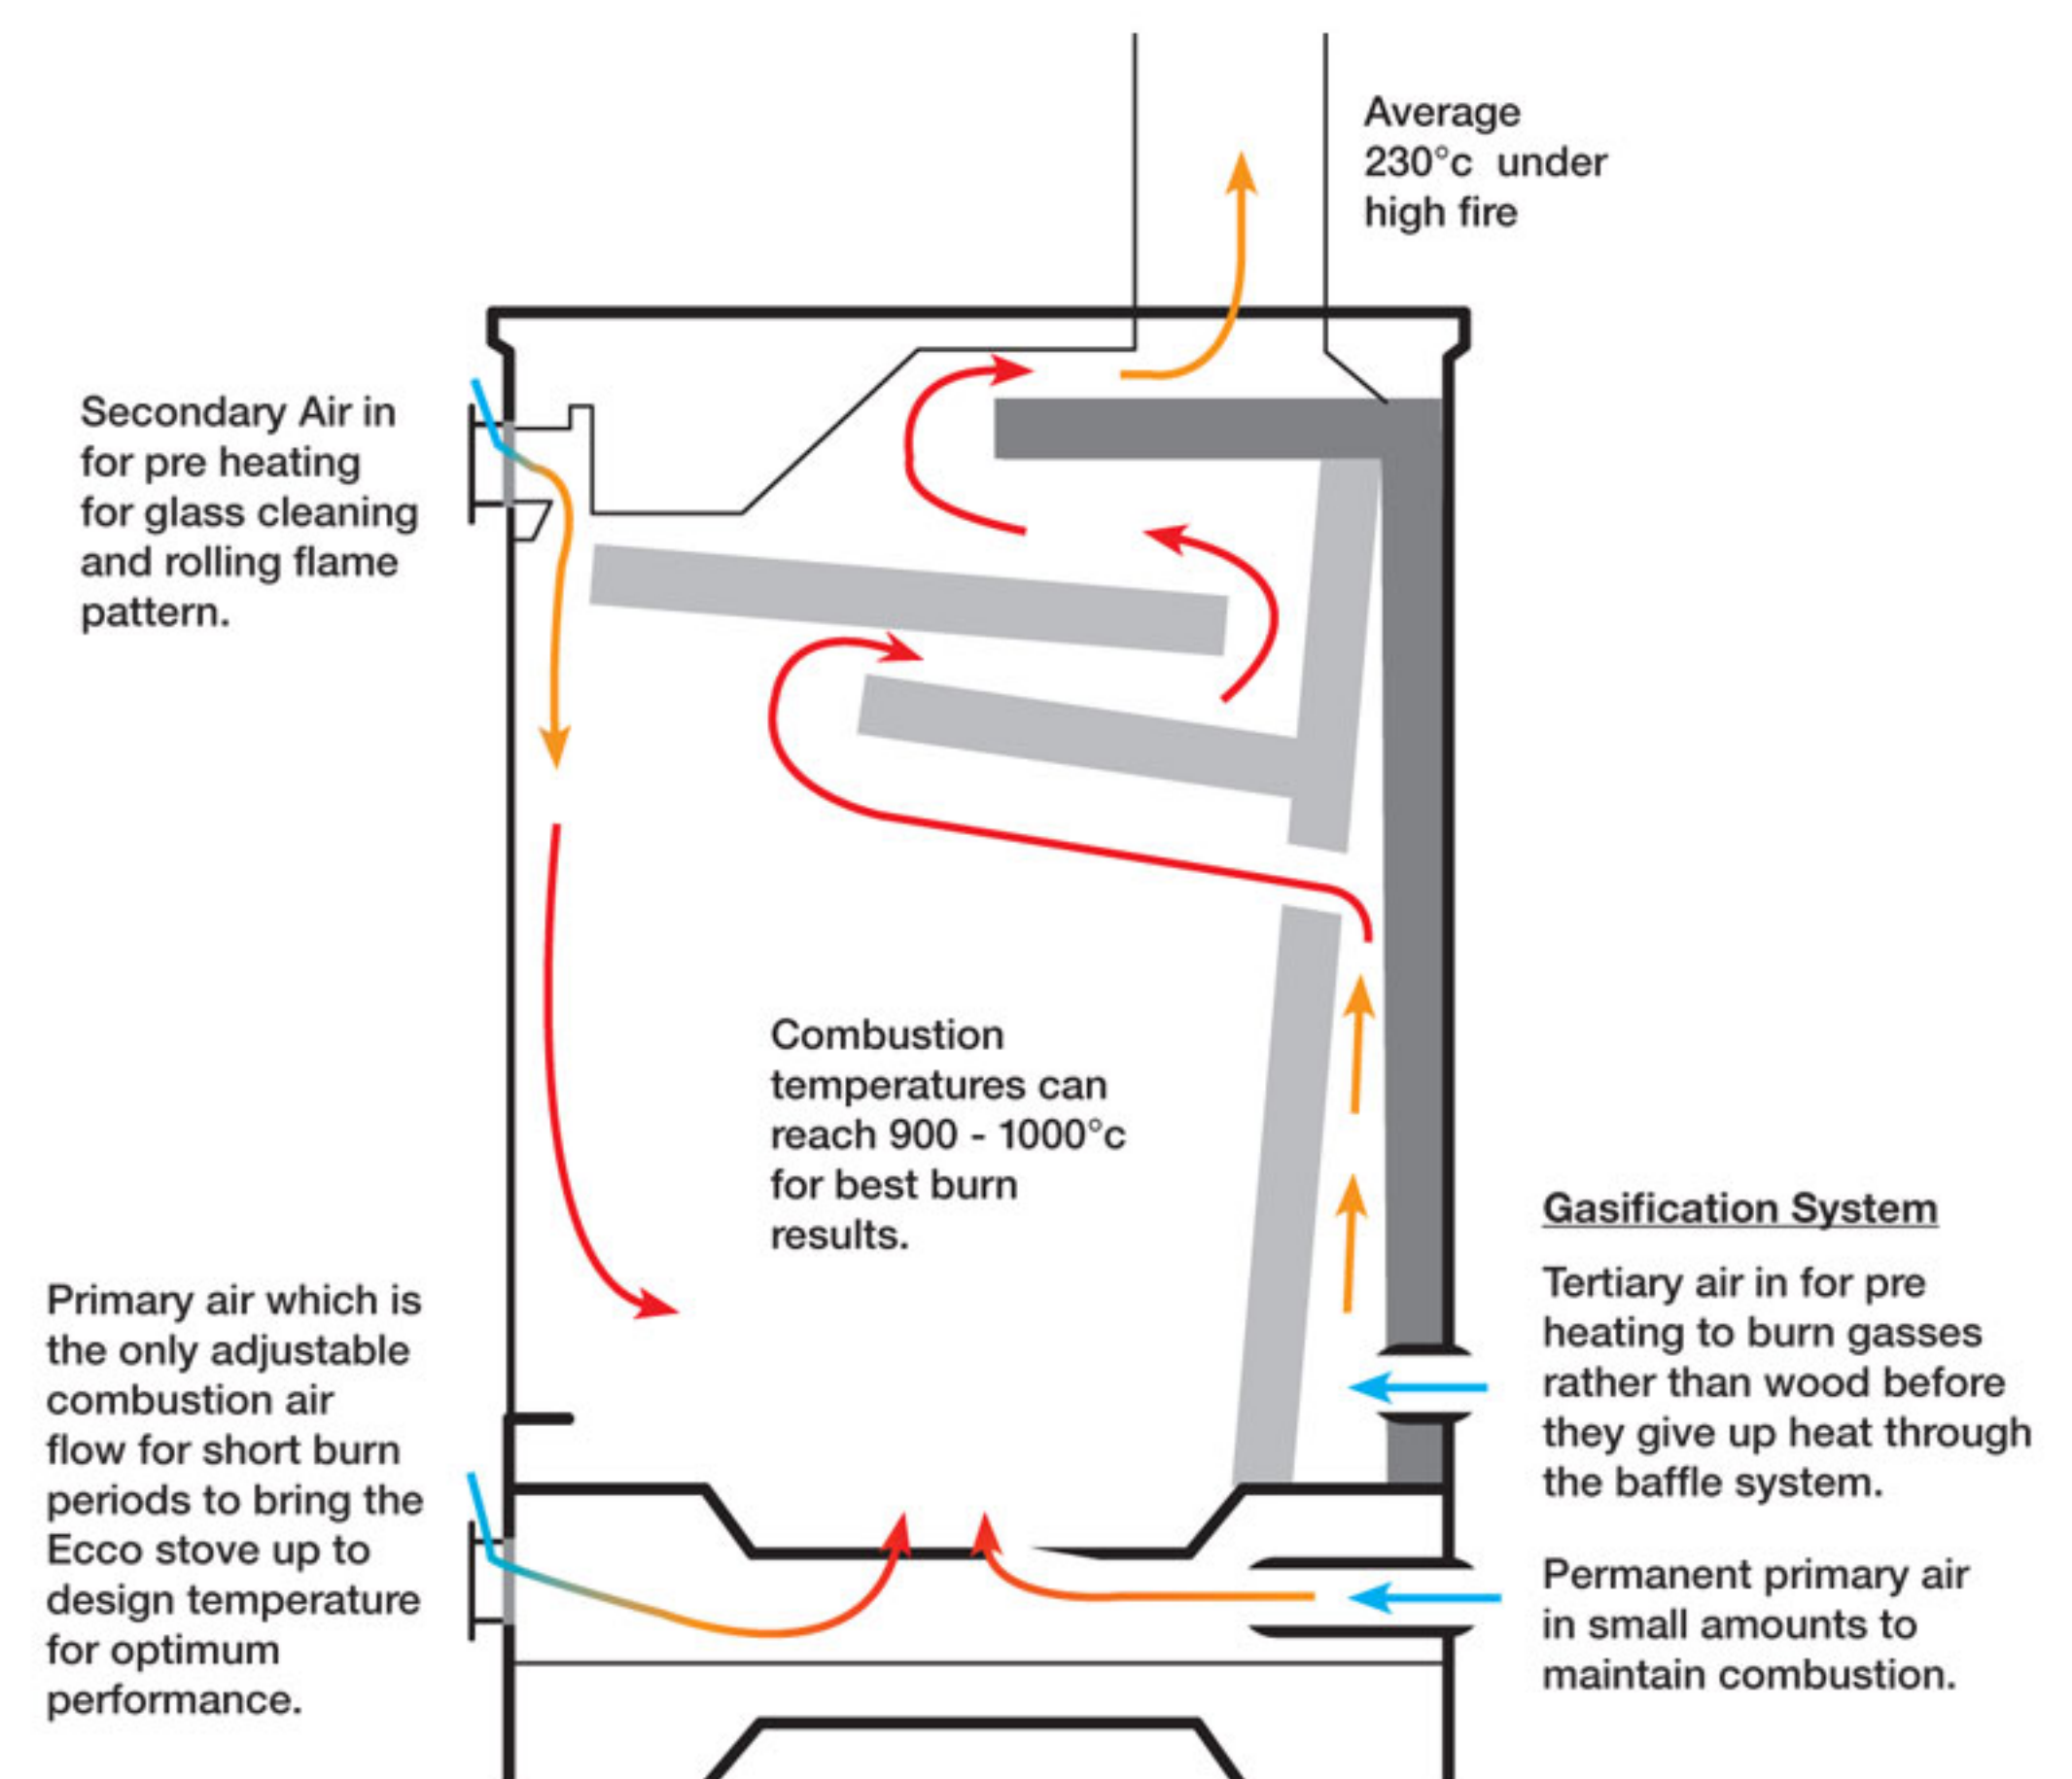 Average
230°c  under
high fire
Secondary Air in
for pre heating
for glass cleaning
and rolling flame
pattern.
Combustion
temperatures can
reach 900 - 1000°c
for best burn
results.
Primary air which is
the only adjustable
combustion air
flow for short burn
periods to bring the
Ecco stove up to
design temperature
for optimum
performance.
Gasification System
Tertiary air in for pre
heating to burn gasses
rather than wood before
they give up heat through
the baffle system.
Permanent primary air
in small amounts to
maintain combustion.